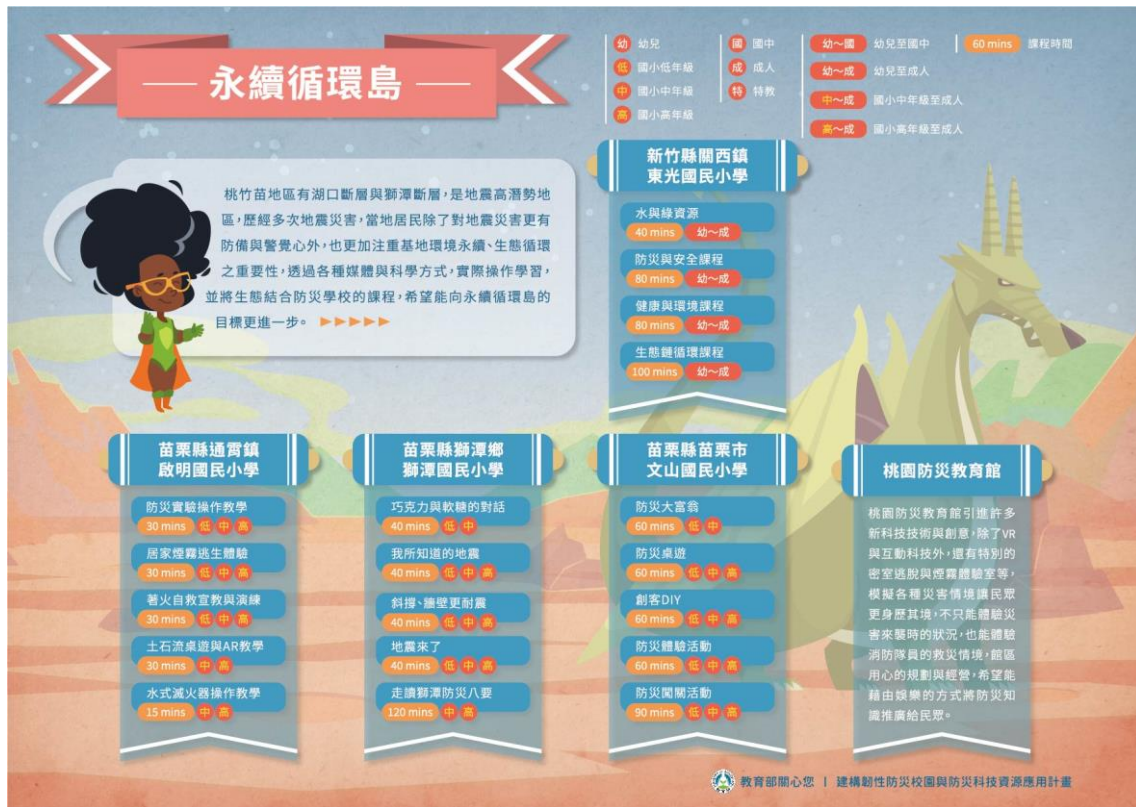 永續循環島
幼 幼兒
低 國小低年級
中 國小中年級
高 國小高年級
國 國中
成 成人
特 特教
幼～國 幼兒至國中
幼～成 幼兒至成人
中～成 國小中年級至成人
高～成 國小高年級至成人
60 mins 課程時間
桃竹苗地區有湖口斷層與獅潭斷層，是地震高潛勢地
區，歷經多次地震災害，當地居民除了對地震災害更有
防備與警覺心外，也更加注重基地環境永續、生態循環
之重要性，透過各種媒體與科學方式，實際操作學習，
並將生態結合防災學校的課程，希望能向永續循環島的
目標更進一步。
新竹縣關西鎮
東光國民小學
水與綠資源
40 mins 幼～成
防災與安全課程
80 mins 幼～成
健康與環境課程
80 mins 幼～成
生態鏈循環課程
100 mins 幼～成
苗栗縣通霄鎮
啟明國民小學
防災實驗操作教學
30 mins 低 中 高
居家煙霧逃生體驗
30 mins 低 中 高
著火自救宣教與演練
30 mins 低 中 高
土石流桌遊與AR教學
30 mins 中 高
水式滅火器操作教學
15 mins 中 高
苗栗縣獅潭鄉
獅潭國民小學
巧克力與軟糖的對話
40 mins 低 中
我所知道的地震
40 mins 低 中 高
斜撐、牆壁更耐震
40 mins 低 中 高
地震來了
40 mins 低 中 高
走讀獅潭防災八要
120 mins 中 高
苗栗縣苗栗市
文山國民小學
防災大富翁
60 mins 低 中
防災桌遊
60 mins 低 中 高
創客DIY
60 mins 低 中 高
防災體驗活動
60 mins 低 中 高
防災闖關活動
90 mins 低 中 高
桃園防災教育館
桃園防災教育館引進許多
新科技技術與創意，除了VR
與互動科技外，還有特別的
密室逃脫與煙霧體驗室等，
模擬各種災害情境讓民眾
更身歷其境，不只能體驗災
害來襲時的狀況，也能體驗
消防隊員的救災情境，館區
用心的規劃與經營，希望能
藉由娛樂的方式將防災知
識推廣給民眾。
教育部關心您 | 建構韌性防災校園與防災科技資源應用計畫